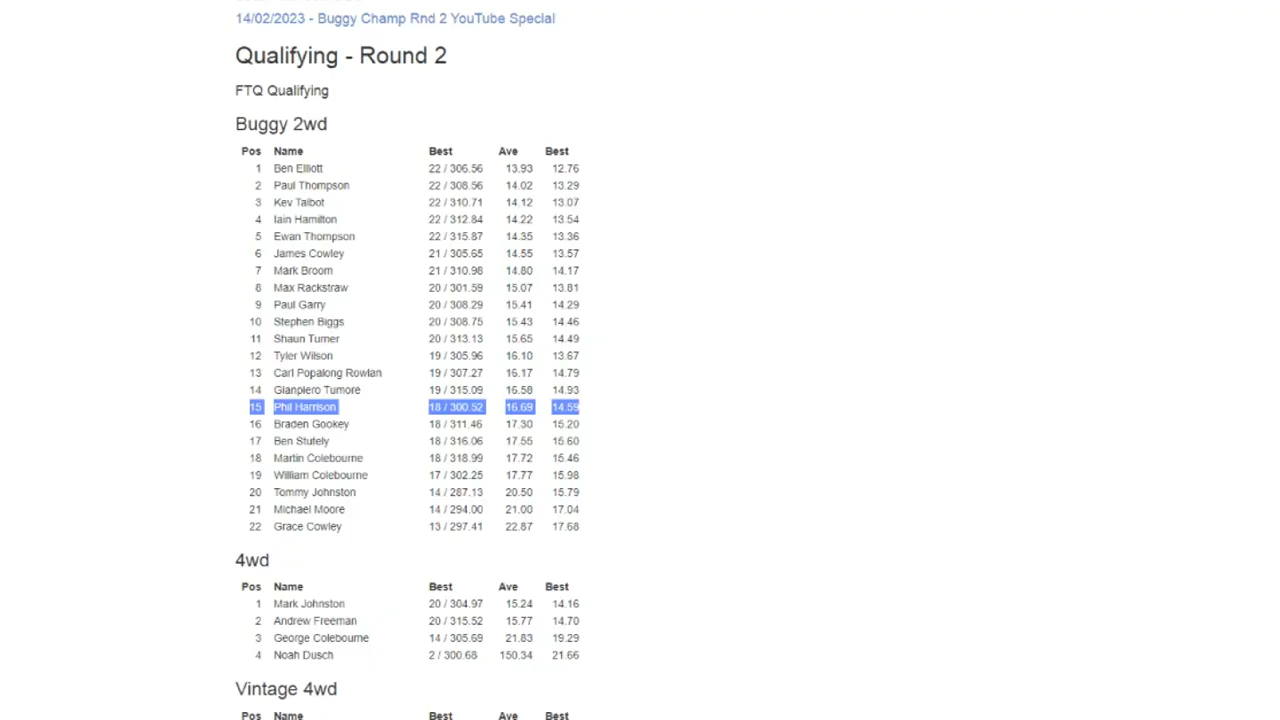 14/02/2023 - Buggy Champ Rnd 2 YouTube Special
Qualifying - Round 2
FTQ Qualifying
Buggy 2wd
Pos Name Best Ave Best
1 Ben Elliott 22 / 306.56 13.93 12.76
2 Paul Thompson 22 / 308.56 14.02 13.29
3 Kev Talbot 22 / 310.71 14.12 13.07
4 Iain Hamilton 22 / 312.84 14.22 13.54
5 Ewan Thompson 22 / 315.87 14.35 13.36
6 James Cowley 21 / 305.65 14.55 13.57
7 Mark Broom 21 / 310.98 14.80 14.17
8 Max Rackstraw 20 / 301.59 15.07 13.81
9 Paul Garry 20 / 308.29 15.41 14.29
10 Stephen Biggs 20 / 308.75 15.43 14.46
11 Shaun Turner 20 / 313.13 15.65 14.49
12 Tyler Wilson 19 / 305.96 16.10 13.67
13 Carl Popalong Rowlan 19 / 307.27 16.17 14.79
14 Gianpiero Tumore 19 / 315.09 16.58 14.93
15 Phil Harrison 18 / 300.52 16.69 14.59
16 Braden Gookey 18 / 311.46 17.30 15.20
17 Ben Stutely 18 / 316.06 17.55 15.60
18 Martin Colebourne 18 / 318.99 17.72 15.46
19 William Colebourne 17 / 302.25 17.77 15.98
20 Tommy Johnston 14 / 287.13 20.50 15.79
21 Michael Moore 14 / 294.00 21.00 17.04
22 Grace Cowley 13 / 297.41 22.87 17.68
4wd
Pos Name Best Ave Best
1 Mark Johnston 20 / 304.97 15.24 14.16
2 Andrew Freeman 20 / 315.52 15.77 14.70
3 George Colebourne 14 / 305.69 21.83 19.29
4 Noah Dusch 2 / 300.68 150.34 21.66
Vintage 4wd
Pos Name Best Ave Best